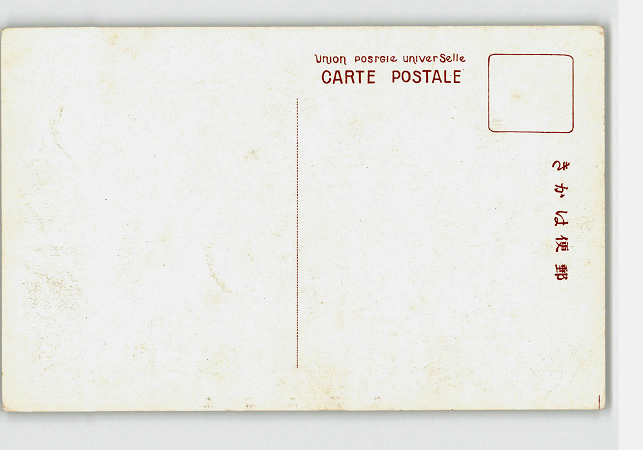 Union postale universelle
CARTE POSTALE
郵便はかき